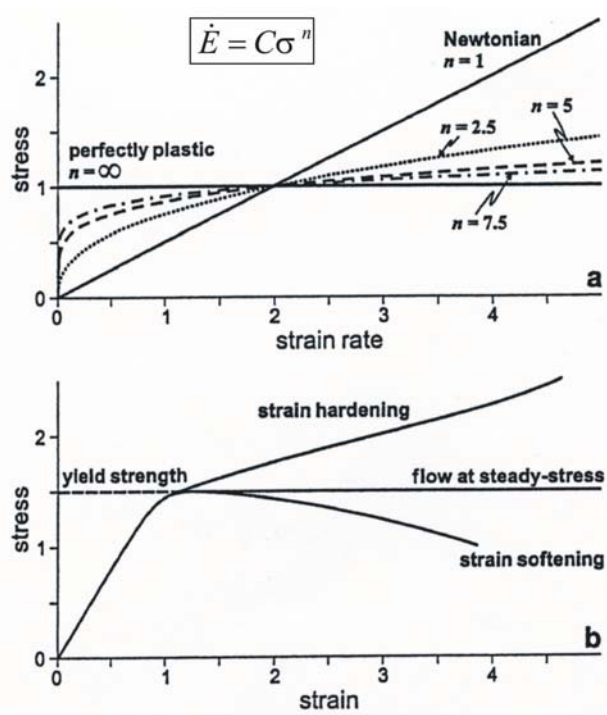 Ė = Cσⁿ
Newtonian
n = 1
n = 5
n = 2.5
perfectly plastic
n = ∞
n = 7.5
a
stress
2
1
0
0 1 2 3 4
strain rate
strain hardening
yield strength
flow at steady-stress
strain softening
b
stress
2
1
0
0 1 2 3 4
strain